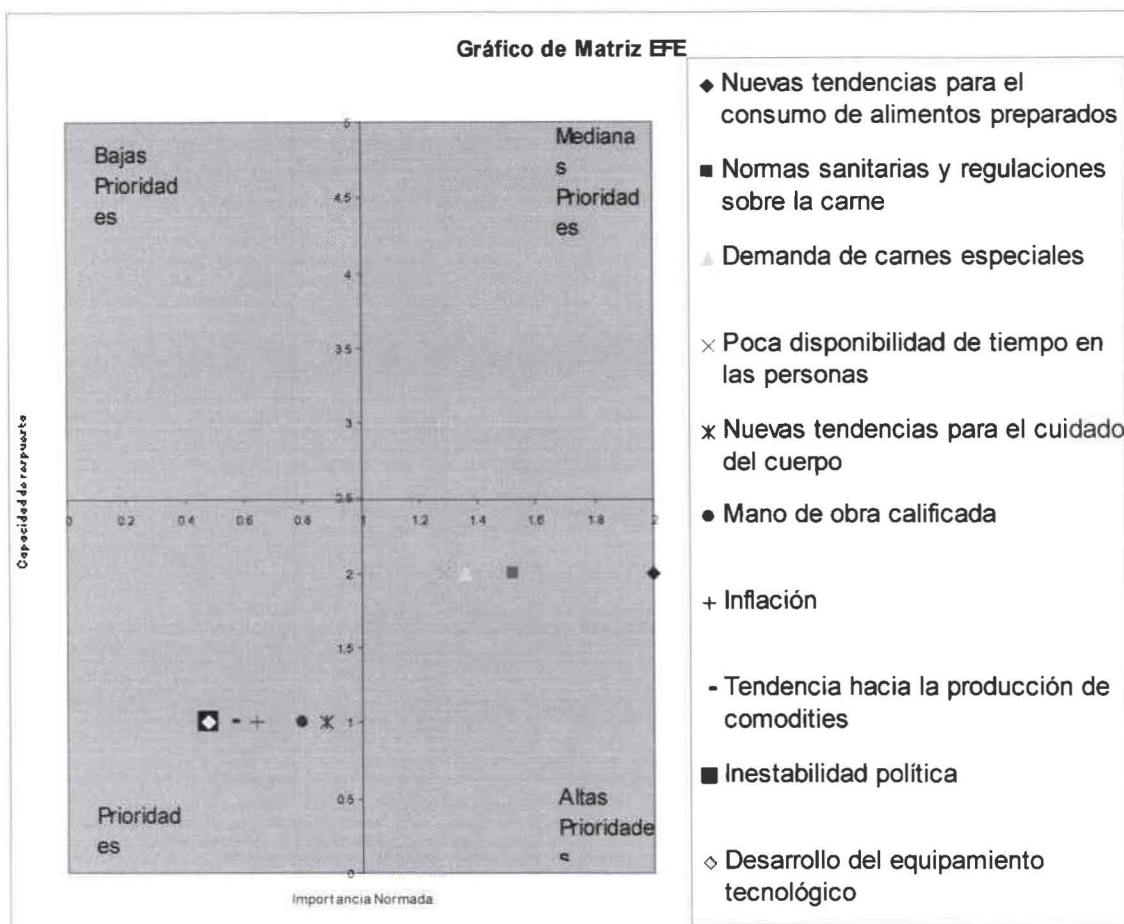 Gráfico de Matriz EFE
Bajas
Prioridad
es
Mediana
s
Prioridad
es
5
4.5
4
3.5
3
2.5
0
0.2
0.4
0.6
0.8
1
1.2
1.4
1.6
1.8
2
2
1.5
1
0.5
0
Prioridad
es
Altas
Prioridade
s
Capacidad de respuesta
Importancia Normada
Nuevas tendencias para el
consumo de alimentos preparados
Normas sanitarias y regulaciones
sobre la carne
Demanda de carnes especiales
Poca disponibilidad de tiempo en
las personas
Nuevas tendencias para el cuidado
del cuerpo
Mano de obra calificada
Inflación
Tendencia hacia la producción de
comodities
Inestabilidad política
Desarrollo del equipamiento
tecnológico